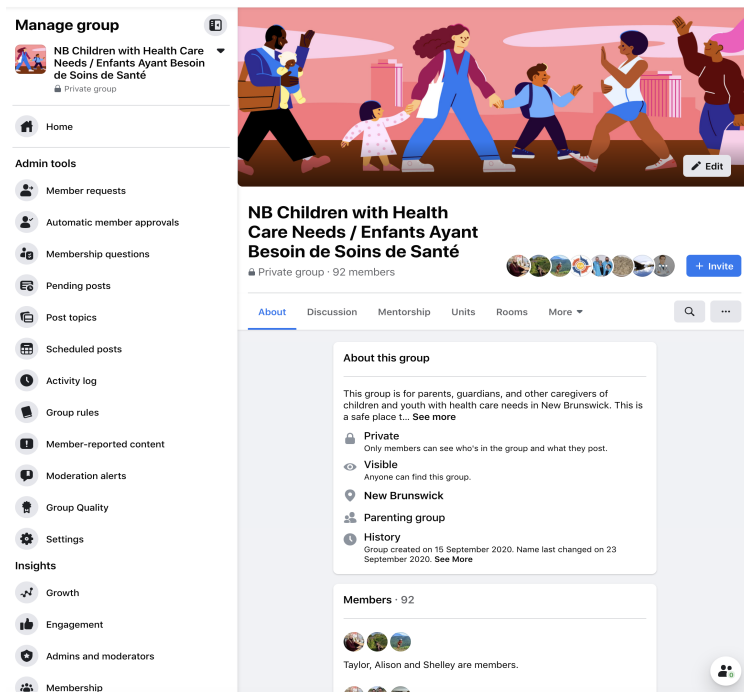 Manage group
NB Children with Health Care
Needs / Enfants Ayant Besoin
de Soins de Santé
Private group
Home
Admin tools
Member requests
Automatic member approvals
Membership questions
Pending posts
Post topics
Scheduled posts
Activity log
Group rules
Member-reported content
Moderation alerts
Group Quality
Settings
Insights
Growth
Engagement
Admins and moderators
Membership
Edit
NB Children with Health
Care Needs / Enfants Ayant
Besoin de Soins de Santé
Private group · 92 members
+ Invite
About Discussion Mentorship Units Rooms More
About this group
This group is for parents, guardians, and other caregivers of
children and youth with health care needs in New Brunswick. This is
a safe place t... See more
Private
Only members can see who's in the group and what they post.
Visible
Anyone can find this group.
New Brunswick
Parenting group
History
Group created on 15 September 2020. Name last changed on 23
September 2020. See More
Members · 92
Taylor, Alison and Shelley are members.
0